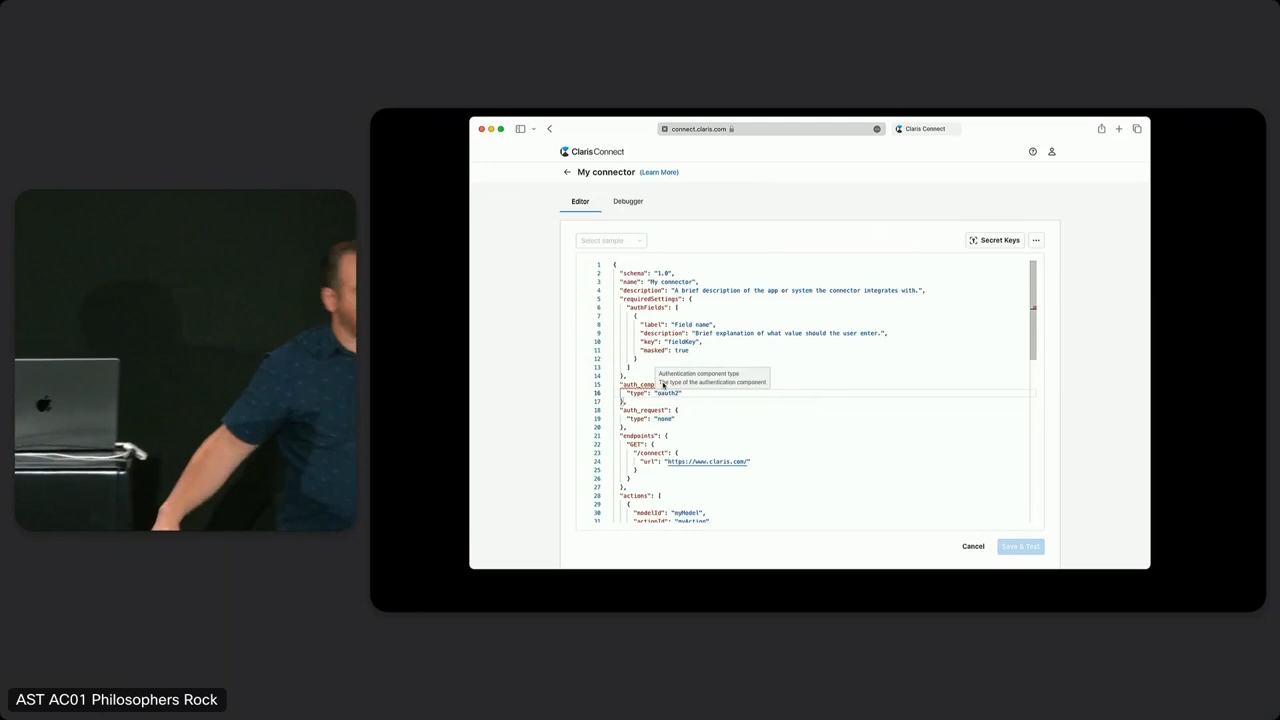 connect.claris.com
Claris Connect
Claris Connect
My connector (Learn More)
Editor
Debugger
Select sample
Secret Keys
1 {
2 "schema": "1.0",
3 "name": "My connector",
4 "description": "A brief description of the app or system the connector integrates with.",
5 "requiredSettings": {
6 "authFields": [
7 {
8 "label": "Field name",
9 "description": "Brief explanation of what value should the user enter.",
10 "key": "fieldKey",
11 "masked": true
12 }
13 ]
14 },
Authentication component type
The type of the authentication component
15 "auth_comp
16 "type": "oauth2"
17 },
18 "auth_request": {
19 "type": "none"
20 },
21 "endpoints": {
22 "GET": {
23 "/connect": {
24 "url": "https://www.claris.com/"
25 }
26 }
27 },
28 "actions": [
29 {
30 "modelId": "myModel",
31 "actionId": "myAction",
Cancel
Save & Test
AST AC01 Philosophers Rock